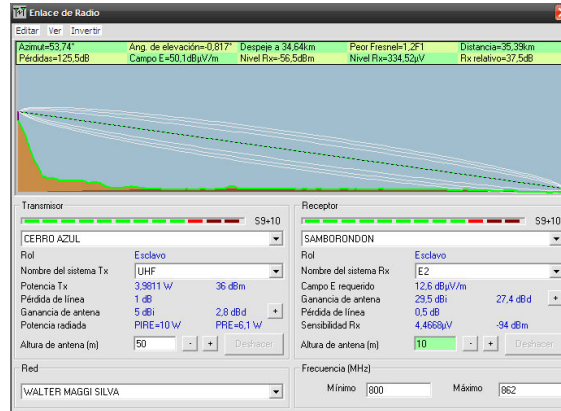 Enlace de Radio
Editar Ver Invertir
Azimut=53,74° Ang. de elevación=-0,817° Despeje a 34,64km Peor Fresnel=1,2F1 Distancia=35,39km
Pérdidas=125,5dB Campo E=50,1dBµV/m Nivel Rx=-56,5dBm Nivel Rx=334,52µV Rx relativo=37,5dB
Transmisor
S9+10
CERRO AZUL
Rol Esclavo
Nombre del sistema Tx UHF
Potencia Tx 3,9811 W 36 dBm
Pérdida de línea 1 dB
Ganancia de antena 5 dBi 2,8 dBd +
Potencia radiada PIRE=10 W PRE=6,1 W
Altura de antena (m) 50 - + Deshacer
Receptor
S9+10
SAMBORONDON
Rol Esclavo
Nombre del sistema Rx E2
Campo E requerido 12,6 dBµV/m
Ganancia de antena 29,5 dBi 27,4 dBd +
Pérdida de línea 0,5 dB
Sensibilidad Rx 4,4668µV -94 dBm
Altura de antena (m) 10 - + Deshacer
Red
WALTER MAGGI SILVA
Frecuencia (MHz)
Mínimo 800 Máximo 862